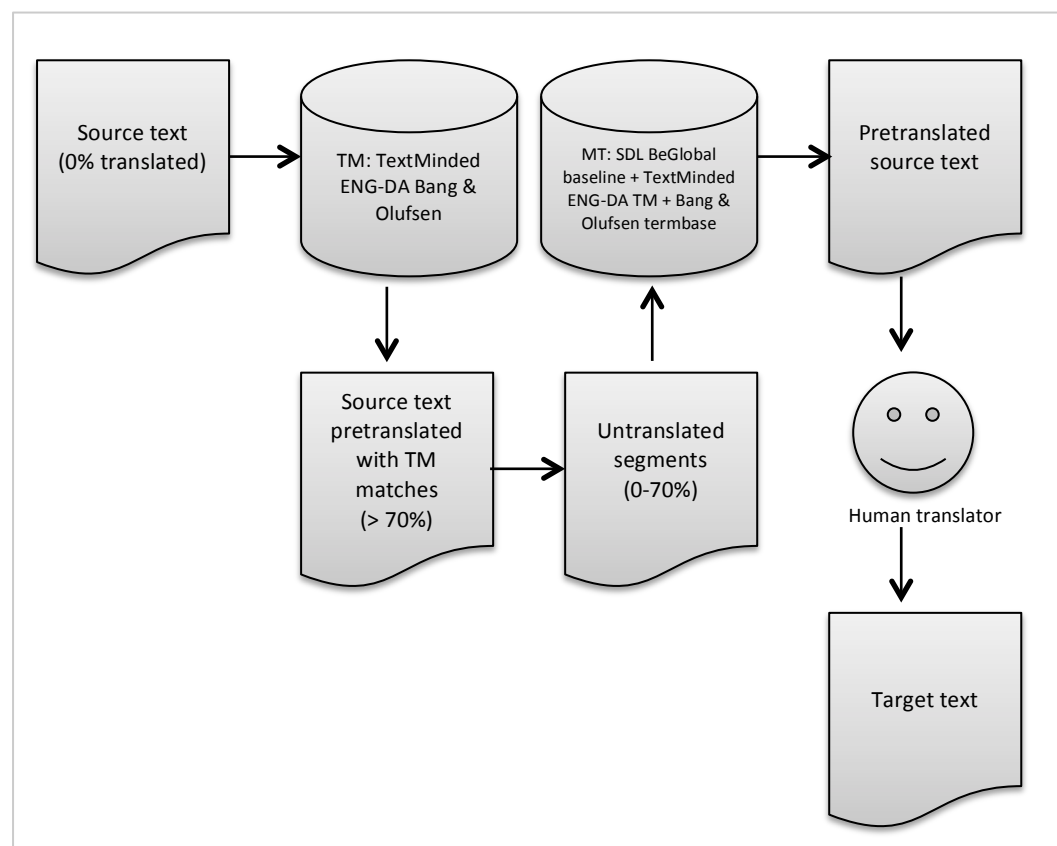 Source text
(0% translated)
TM: TextMinded
ENG-DA Bang &
Olufsen
MT: SDL BeGlobal
baseline + TextMinded
ENG-DA TM + Bang &
Olufsen termbase
Pretranslated
source text
Source text
pretranslated
with TM
matches
(> 70%)
Untranslated
segments
(0-70%)
Human translator
Target text